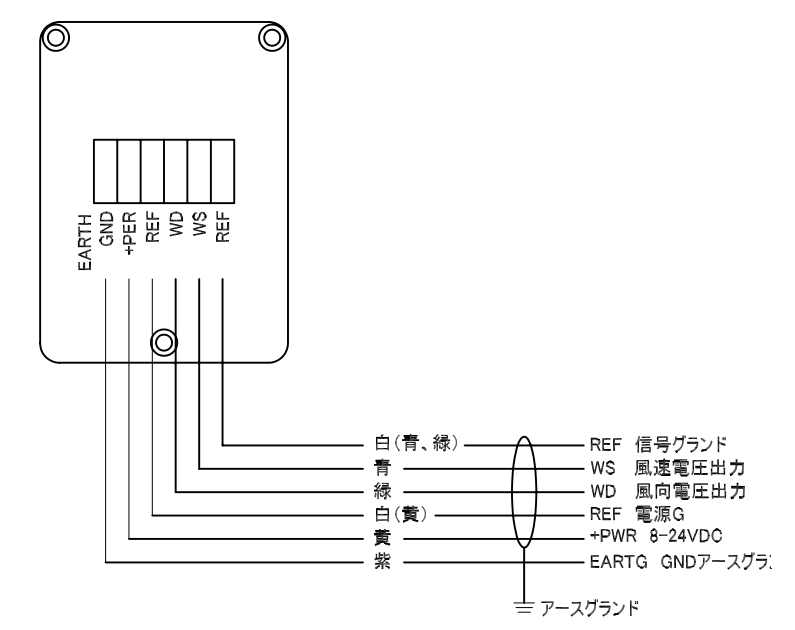 EARTH
GND
+PER
REF
WD
WS
REF
白(青、緑) REF 信号グランド
青 WS 風速電圧出力
緑 WD 風向電圧出力
白(黄) REF 電源G
黄 +PWR 8-24VDC
紫 EARTG GNDアースグラ
アースグランド